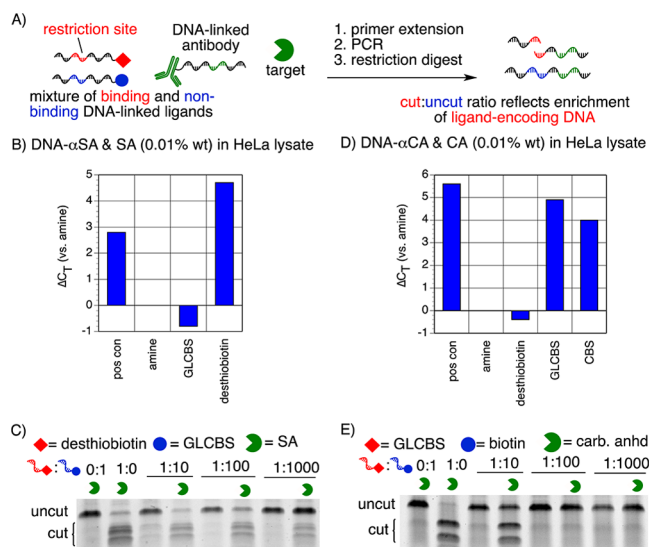 A)
restriction site
DNA-linked
antibody
target
1. primer extension
2. PCR
3. restriction digest
mixture of binding and non-
binding DNA-linked ligands
cut:uncut ratio reflects enrichment
of ligand-encoding DNA
B) DNA-αSA & SA (0.01% wt) in HeLa lysate
ΔCT (vs. amine)
5
4
3
2
1
0
-1
pos con
amine
GLCBS
desthiobiotin
D) DNA-αCA & CA (0.01% wt) in HeLa lysate
ΔCT (vs. amine)
6
5
4
3
2
1
0
-1
pos con
amine
desthiobiotin
GLCBS
CBS
C)
= desthiobiotin = GLCBS = SA
: 0:1 1:0 1:10 1:100 1:1000
uncut
cut
E)
= GLCBS = biotin = carb. anhd
: 0:1 1:0 1:10 1:100 1:1000
uncut
cut